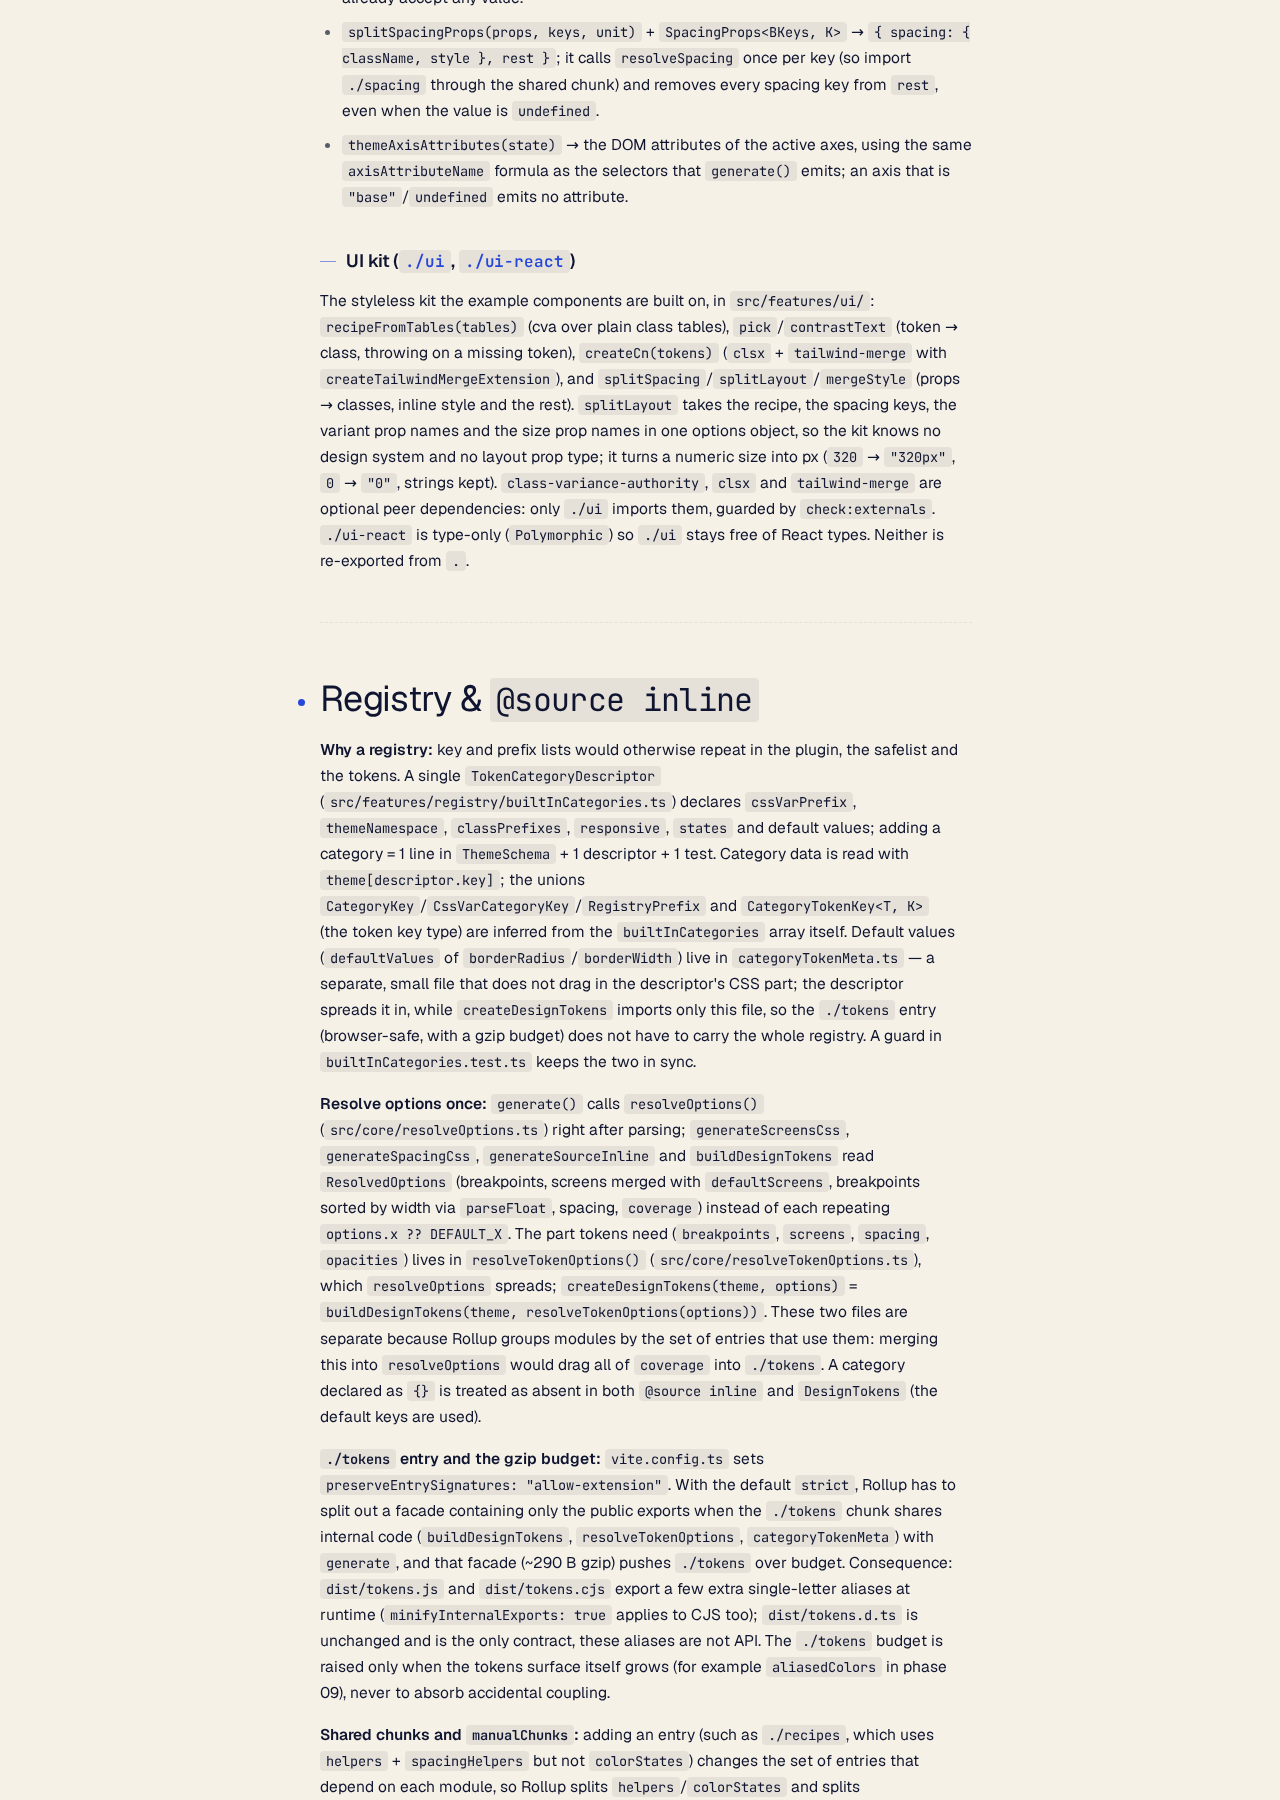 splitSpacingProps(props, keys, unit) + SpacingProps<BKeys, K> → { spacing: {
className, style }, rest } ; it calls resolveSpacing once per key (so import
./spacing through the shared chunk) and removes every spacing key from rest ,
even when the value is undefined .
themeAxisAttributes(state) → the DOM attributes of the active axes, using the same
axisAttributeName formula as the selectors that generate() emits; an axis that is
"base" / undefined emits no attribute.
UI kit ( ./ui , ./ui-react )
The styleless kit the example components are built on, in src/features/ui/ :
recipeFromTables(tables) (cva over plain class tables), pick / contrastText (token →
class, throwing on a missing token), createCn(tokens) ( clsx + tailwind-merge with
createTailwindMergeExtension ), and splitSpacing / splitLayout / mergeStyle (props
→ classes, inline style and the rest). splitLayout takes the recipe, the spacing keys, the
variant prop names and the size prop names in one options object, so the kit knows no
design system and no layout prop type; it turns a numeric size into px ( 320 → "320px" ,
0 → "0" , strings kept). class-variance-authority , clsx and tailwind-merge are
optional peer dependencies: only ./ui imports them, guarded by check:externals .
./ui-react is type-only ( Polymorphic ) so ./ui stays free of React types. Neither is
re-exported from . .
Registry & @source inline
Why a registry: key and prefix lists would otherwise repeat in the plugin, the safelist and
the tokens. A single TokenCategoryDescriptor
( src/features/registry/builtInCategories.ts ) declares cssVarPrefix ,
themeNamespace , classPrefixes , responsive , states and default values; adding a
category = 1 line in ThemeSchema + 1 descriptor + 1 test. Category data is read with
theme[descriptor.key] ; the unions
CategoryKey / CssVarCategoryKey / RegistryPrefix and CategoryTokenKey<T, K>
(the token key type) are inferred from the builtInCategories array itself. Default values
( defaultValues of borderRadius / borderWidth ) live in categoryTokenMeta.ts — a
separate, small file that does not drag in the descriptor's CSS part; the descriptor
spreads it in, while createDesignTokens imports only this file, so the ./tokens entry
(browser-safe, with a gzip budget) does not have to carry the whole registry. A guard in
builtInCategories.test.ts keeps the two in sync.
Resolve options once: generate() calls resolveOptions()
( src/core/resolveOptions.ts ) right after parsing; generateScreensCss ,
generateSpacingCss , generateSourceInline and buildDesignTokens read
ResolvedOptions (breakpoints, screens merged with defaultScreens , breakpoints
sorted by width via parseFloat , spacing, coverage ) instead of each repeating
options.x ?? DEFAULT_X . The part tokens need ( breakpoints , screens , spacing ,
opacities ) lives in resolveTokenOptions() ( src/core/resolveTokenOptions.ts ),
which resolveOptions spreads; createDesignTokens(theme, options) =
buildDesignTokens(theme, resolveTokenOptions(options)) . These two files are
separate because Rollup groups modules by the set of entries that use them: merging
this into resolveOptions would drag all of coverage into ./tokens . A category
declared as {} is treated as absent in both @source inline and DesignTokens (the
default keys are used).
./tokens entry and the gzip budget: vite.config.ts sets
preserveEntrySignatures: "allow-extension" . With the default strict , Rollup has to
split out a facade containing only the public exports when the ./tokens chunk shares
internal code ( buildDesignTokens , resolveTokenOptions , categoryTokenMeta ) with
generate , and that facade (~290 B gzip) pushes ./tokens over budget. Consequence:
dist/tokens.js and dist/tokens.cjs export a few extra single-letter aliases at
runtime ( minifyInternalExports: true applies to CJS too); dist/tokens.d.ts is
unchanged and is the only contract, these aliases are not API. The ./tokens budget is
raised only when the tokens surface itself grows (for example aliasedColors in phase
09), never to absorb accidental coupling.
Shared chunks and manualChunks : adding an entry (such as ./recipes , which uses
helpers + spacingHelpers but not colorStates ) changes the set of entries that
depend on each module, so Rollup splits helpers / colorStates and splits